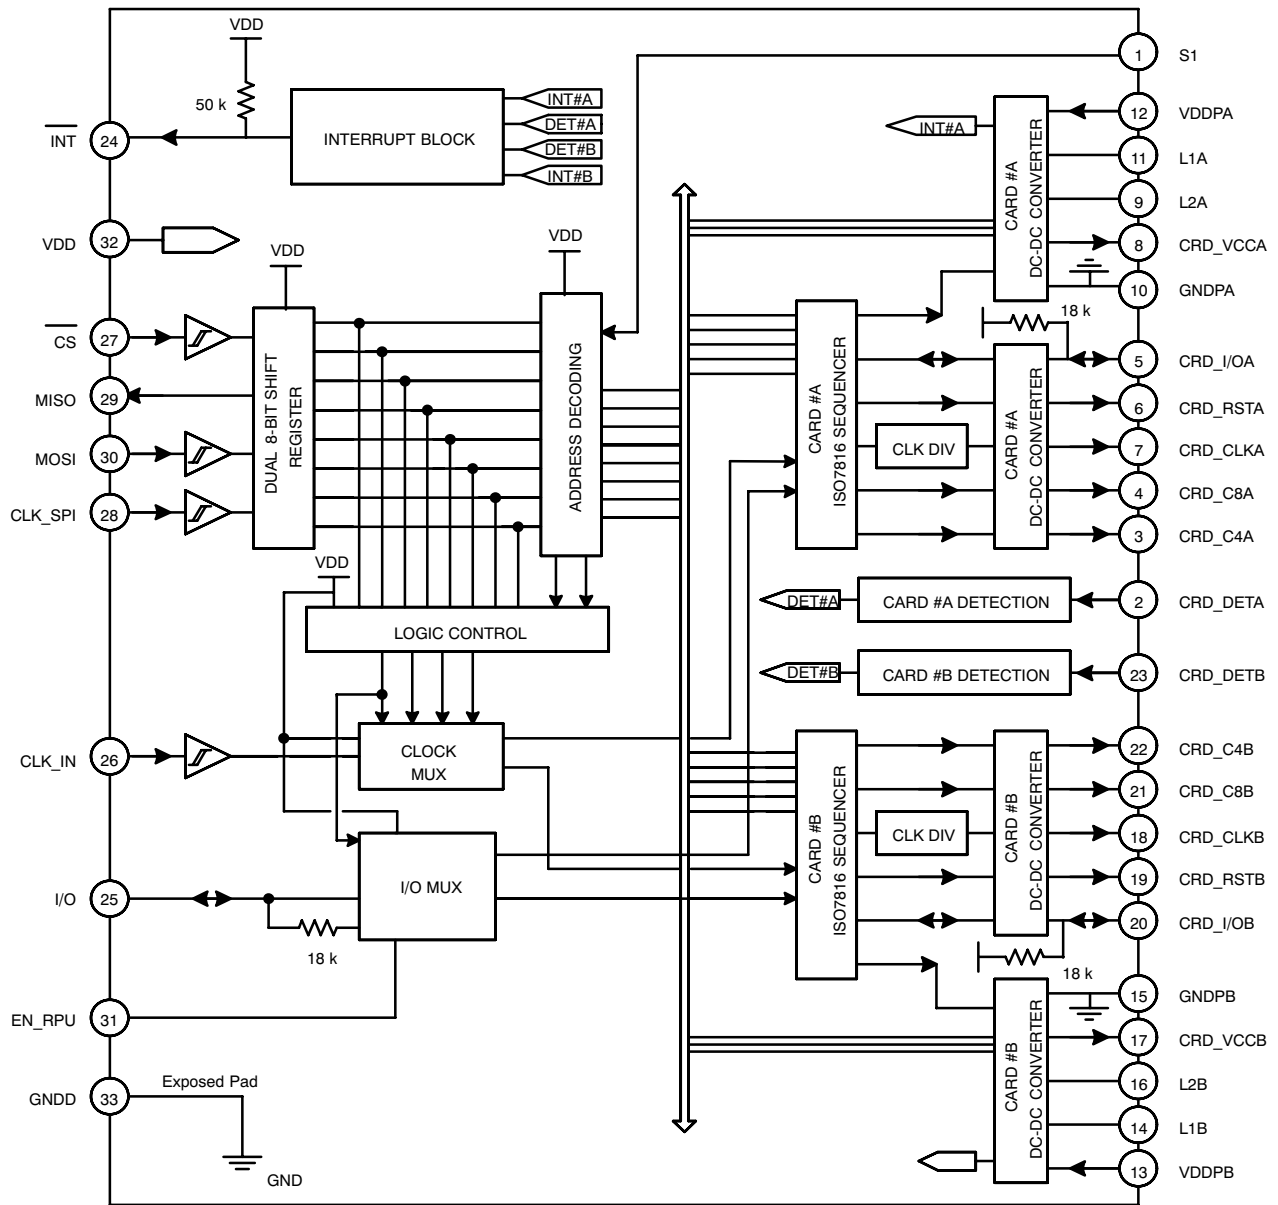 VDD
50 k
INT
24
INTERRUPT BLOCK
INT#A
DET#A
DET#B
INT#B
VDD
32
VDD
VDD
CS
27
MISO
29
MOSI
30
CLK_SPI
28
DUAL 8-BIT SHIFT
REGISTER
ADDRESS DECODING
VDD
LOGIC CONTROL
CLK_IN
26
CLOCK
MUX
I/O
25
I/O MUX
18 k
EN_RPU
31
GNDD
33
Exposed Pad
GND
1
S1
INT#A
CARD #A
DC-DC CONVERTER
12
VDDPA
11
L1A
9
L2A
8
CRD_VCCA
10
GNDPA
18 k
CARD #A
ISO7816 SEQUENCER
CLK DIV
CARD #A
DC-DC CONVERTER
5
CRD_I/OA
6
CRD_RSTA
7
CRD_CLKA
4
CRD_C8A
3
CRD_C4A
DET#A
CARD #A DETECTION
2
CRD_DETA
DET#B
CARD #B DETECTION
23
CRD_DETB
CARD #B
ISO7816 SEQUENCER
CLK DIV
CARD #B
DC-DC CONVERTER
22
CRD_C4B
21
CRD_C8B
18
CRD_CLKB
19
CRD_RSTB
20
CRD_I/OB
18 k
CARD #B
DC-DC CONVERTER
15
GNDPB
17
CRD_VCCB
16
L2B
14
L1B
13
VDDPB